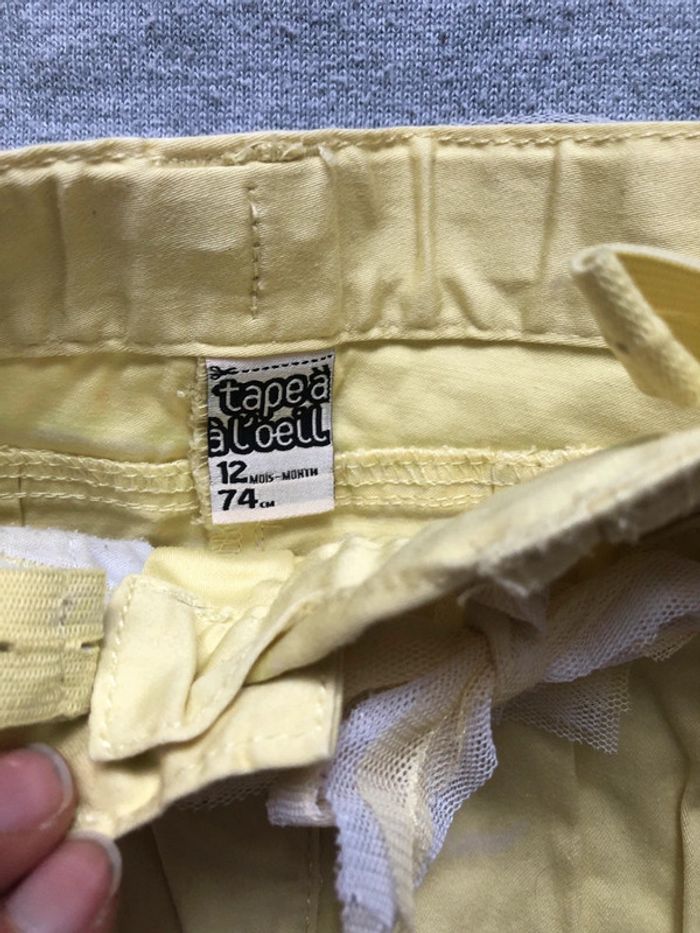 tape à
à l'oeil
12 MOIS-MONTH
74 CM